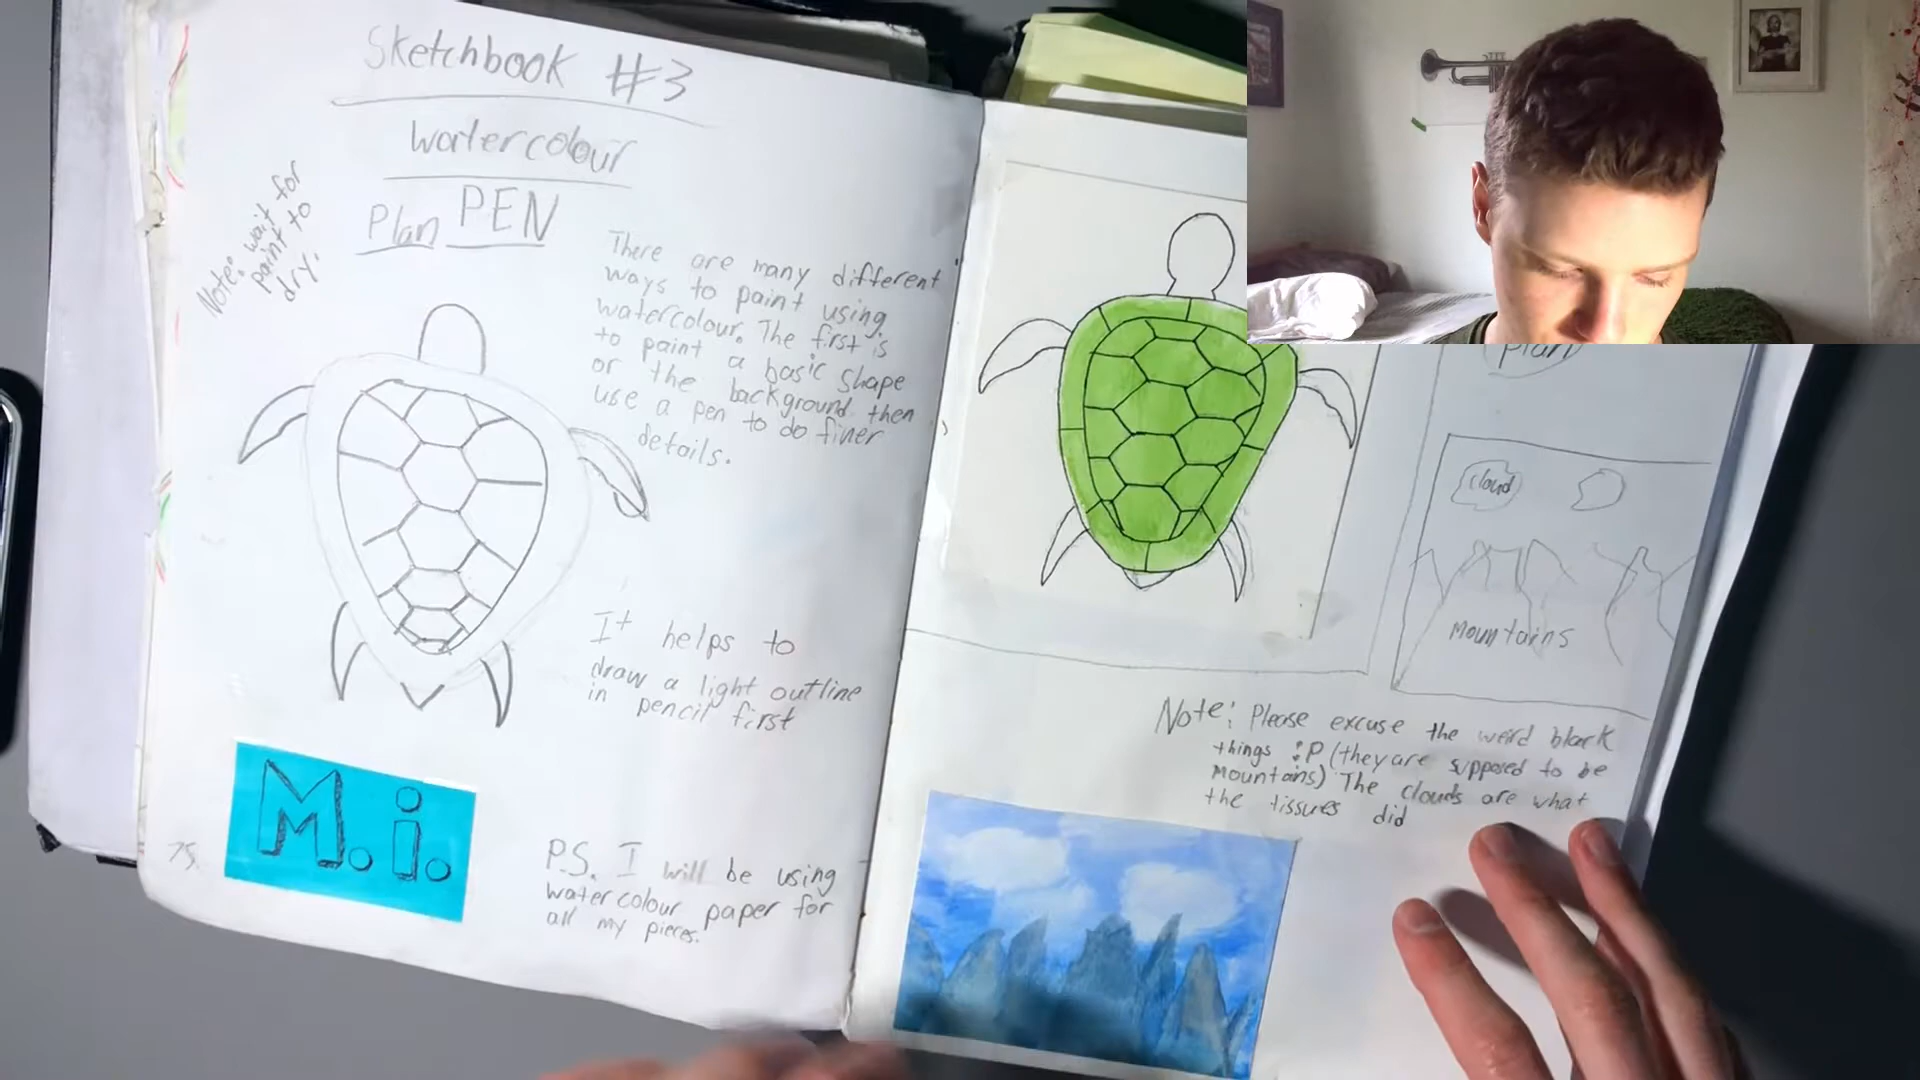 Sketchbook #3
watercolour
Plan PEN
Note: wait for
paint to
dry.
There are many different
ways to paint using
watercolour. The first is
to paint a basic shape
or the background then
use a pen to do finer
details.
It helps to
draw a light outline
in pencil first
M.i.
75.
P.S. I will be using
watercolour paper for
all my pieces.
plan
cloud
Mountains
Note: Please excuse the weird black
things :P (they are supposed to be
Mountains) The clouds are what
the tissues did